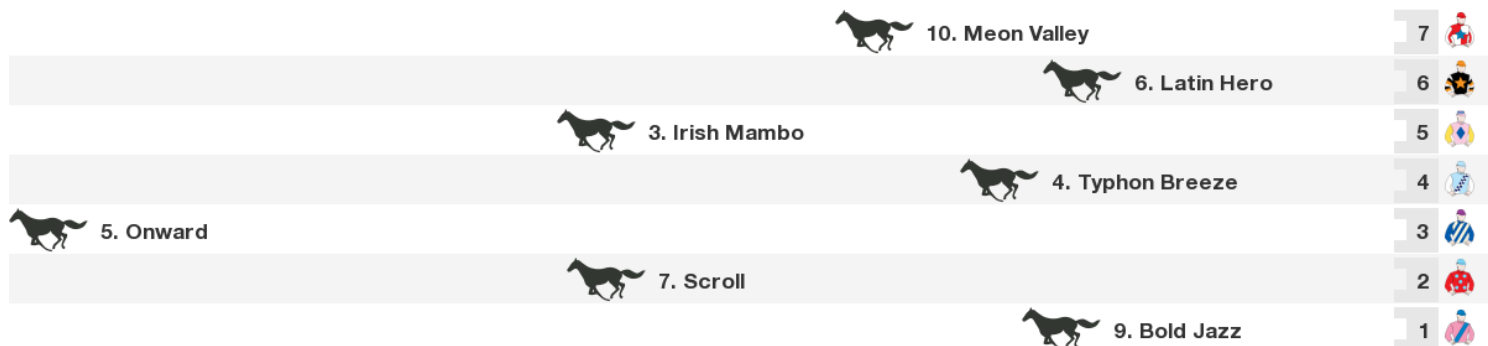 10. Meon Valley 7
6. Latin Hero 6
3. Irish Mambo 5
4. Typhon Breeze 4
5. Onward 3
7. Scroll 2
9. Bold Jazz 1